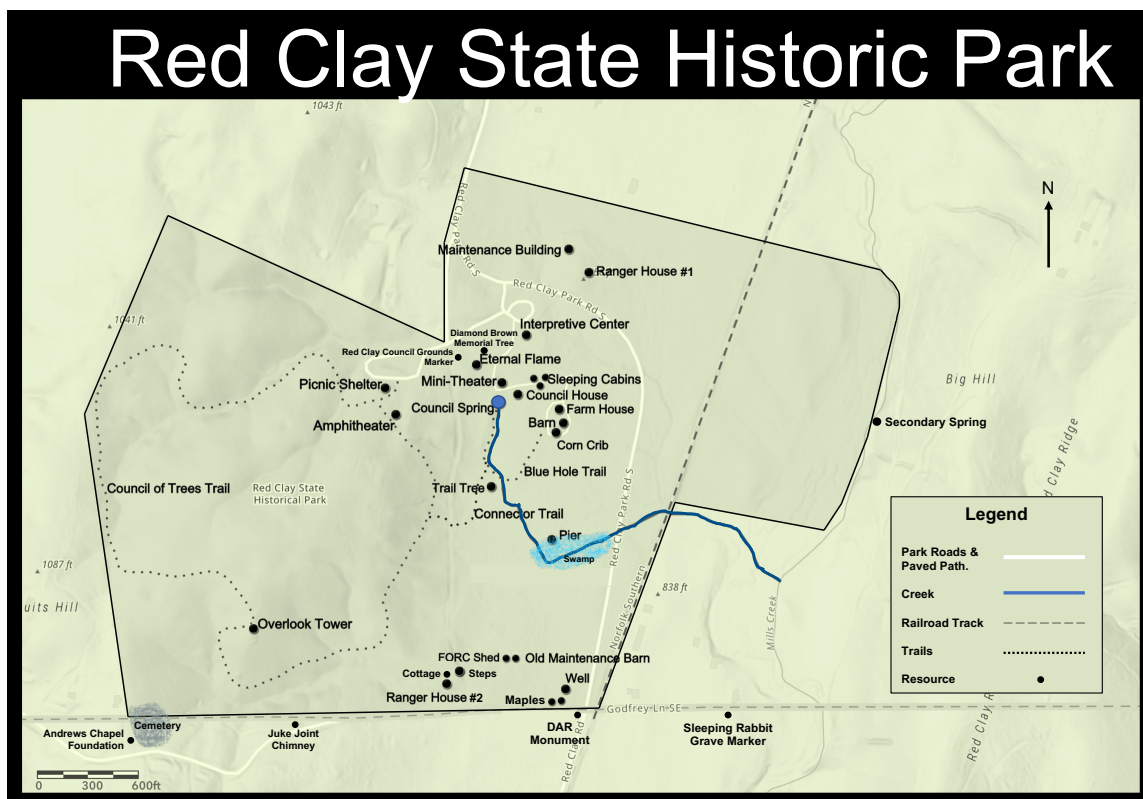 Red Clay State Historic Park
1043 ft
N
N
Red Clay Park Rd S
Maintenance Building
Ranger House #1
Red Clay Park Rd S
1041 ft
Interpretive Center
Diamond Brown
Memorial Tree
Red Clay Council Grounds
Marker
Eternal Flame
Picnic Shelter
Mini-Theater
Sleeping Cabins
Big Hill
Council House
Council Spring
Farm House
Amphitheater
Barn
Secondary Spring
Corn Crib
Blue Hole Trail
Red Clay Park Rd S
Council of Trees Trail
Red Clay State
Historical Park
Trail Tree
Connector Trail
d Clay Ridge
Pier
Swamp
Legend
Park Roads &
Paved Path.
Creek
Railroad Track
Trails
Resource
1087 ft
uits Hill
Norfolk Southern
838 ft
Mills Creek
Overlook Tower
FORC Shed
Old Maintenance Barn
Cottage
Steps
Ranger House #2
Well
Maples
Godfrey Ln SE
Red Clay R
Cemetery
Andrews Chapel
Foundation
Juke Joint
Chimney
DAR
Monument
Red Clay Rd
Sleeping Rabbit
Grave Marker
0 300 600ft